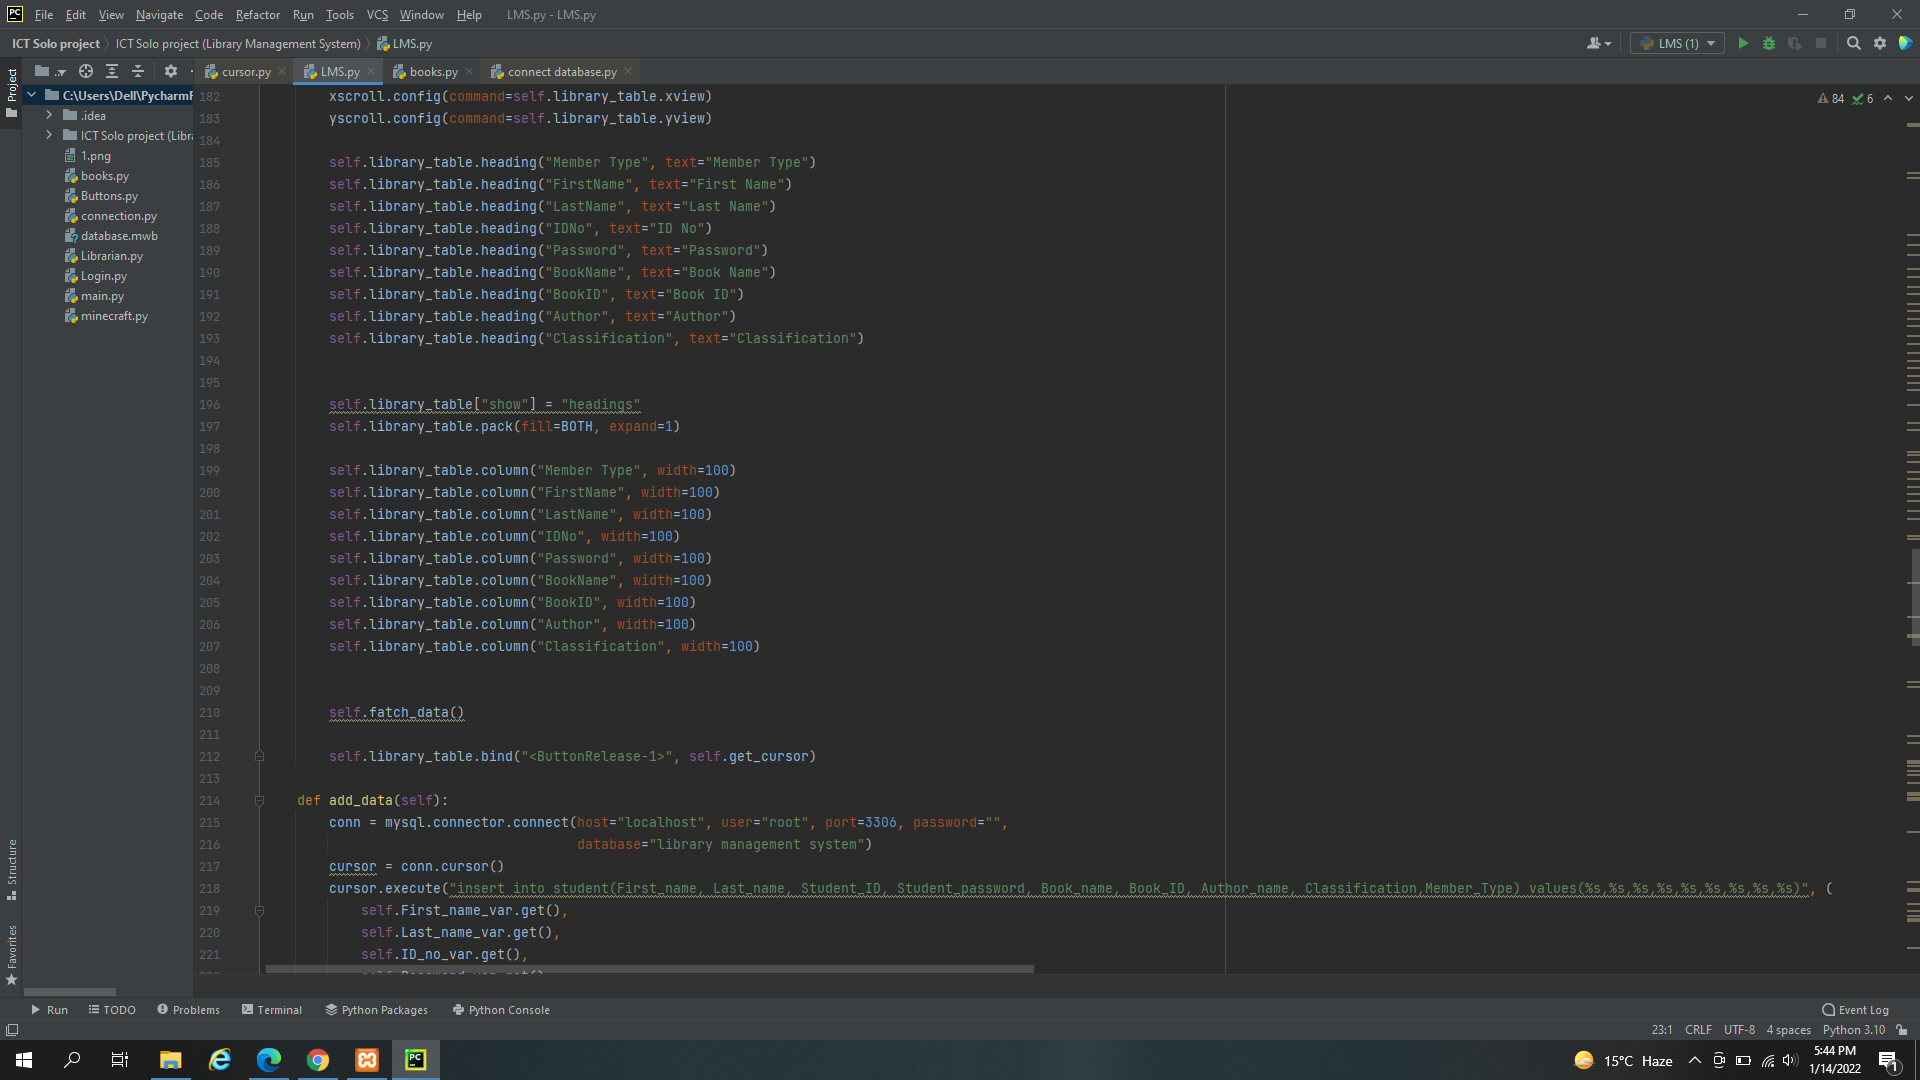 File Edit View Navigate Code Refactor Run Tools VCS Window Help LMS.py - LMS.py
ICT Solo project ICT Solo project (Library Management System) LMS.py LMS (1)
Project
cursor.py LMS.py books.py connect database.py
C:\Users\Dell\Pycharm
.idea
ICT Solo project (Libr
1.png
books.py
Buttons.py
connection.py
database.mwb
Librarian.py
Login.py
main.py
minecraft.py
84 6
182 xscroll.config(command=self.library_table.xview)
183 yscroll.config(command=self.library_table.yview)
184
185 self.library_table.heading("Member Type", text="Member Type")
186 self.library_table.heading("FirstName", text="First Name")
187 self.library_table.heading("LastName", text="Last Name")
188 self.library_table.heading("IDNo", text="ID No")
189 self.library_table.heading("Password", text="Password")
190 self.library_table.heading("BookName", text="Book Name")
191 self.library_table.heading("BookID", text="Book ID")
192 self.library_table.heading("Author", text="Author")
193 self.library_table.heading("Classification", text="Classification")
194
195
196 self.library_table["show"] = "headings"
197 self.library_table.pack(fill=BOTH, expand=1)
198
199 self.library_table.column("Member Type", width=100)
200 self.library_table.column("FirstName", width=100)
201 self.library_table.column("LastName", width=100)
202 self.library_table.column("IDNo", width=100)
203 self.library_table.column("Password", width=100)
204 self.library_table.column("BookName", width=100)
205 self.library_table.column("BookID", width=100)
206 self.library_table.column("Author", width=100)
207 self.library_table.column("Classification", width=100)
208
209
210 self.fatch_data()
211
212 self.library_table.bind("<ButtonRelease-1>", self.get_cursor)
213
214 def add_data(self):
215 conn = mysql.connector.connect(host="localhost", user="root", port=3306, password="",
216 database="library management system")
217 cursor = conn.cursor()
218 cursor.execute("insert into student(First_name, Last_name, Student_ID, Student_password, Book_name, Book_ID, Author_name, Classification,Member_Type) values(%s,%s,%s,%s,%s,%s,%s,%s,%s)", (
219 self.First_name_var.get(),
220 self.Last_name_var.get(),
221 self.ID_no_var.get(),
Structure
Favorites
Run TODO Problems Terminal Python Packages Python Console Event Log
23:1 CRLF UTF-8 4 spaces Python 3.10
15°C Haze
5:44 PM
1/14/2022
1